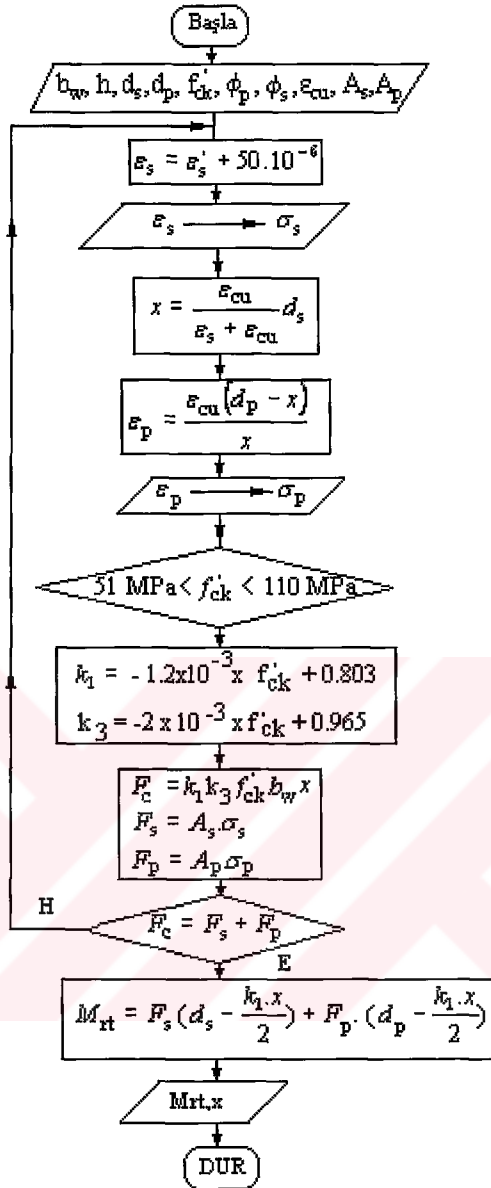 Başla
b_w, h, d_s, d_p, f'_ck, ϕ_p, ϕ_s, ε_cu, A_s, A_p
ε_s = ε_s' + 50.10^-6
ε_s → σ_s
x = ε_cu / (ε_s + ε_cu) d_s
ε_p = ε_cu(d_p - x) / x
ε_p → σ_p
51 MPa< f'_ck < 110 MPa
k_1 = - 1.2x10^-3 x f'_ck + 0.803
k_3 = -2 x 10^-3 x f'_ck + 0.965
F_c = k_1 k_3 f'_ck b_w x
F_s = A_s.σ_s
F_p = A_p σ_p
H
F_c = F_s + F_p
E
M_rt = F_s (d_s - k_1.x / 2) + F_p. (d_p - k_1.x / 2)
Mrt,x
DUR